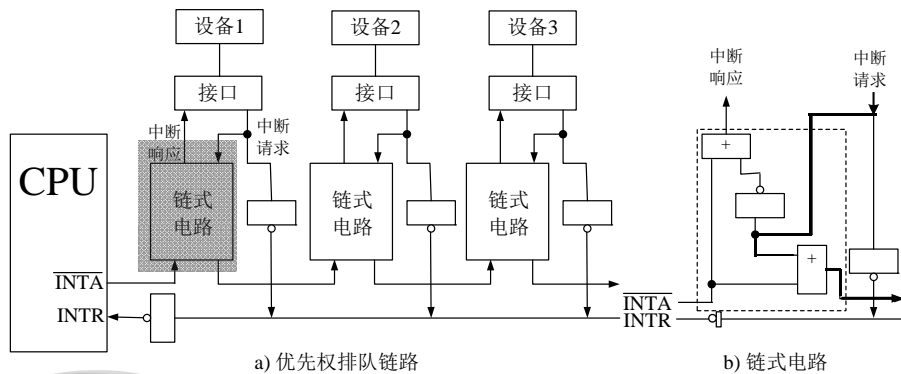 设备1
设备2
设备3
接口
接口
接口
中断
响应
中断
请求
中断
响应
中断
请求
CPU
链式
电路
链式
电路
链式
电路
+
+
INTA
INTR
INTA
INTR
a) 优先权排队链路
b) 链式电路